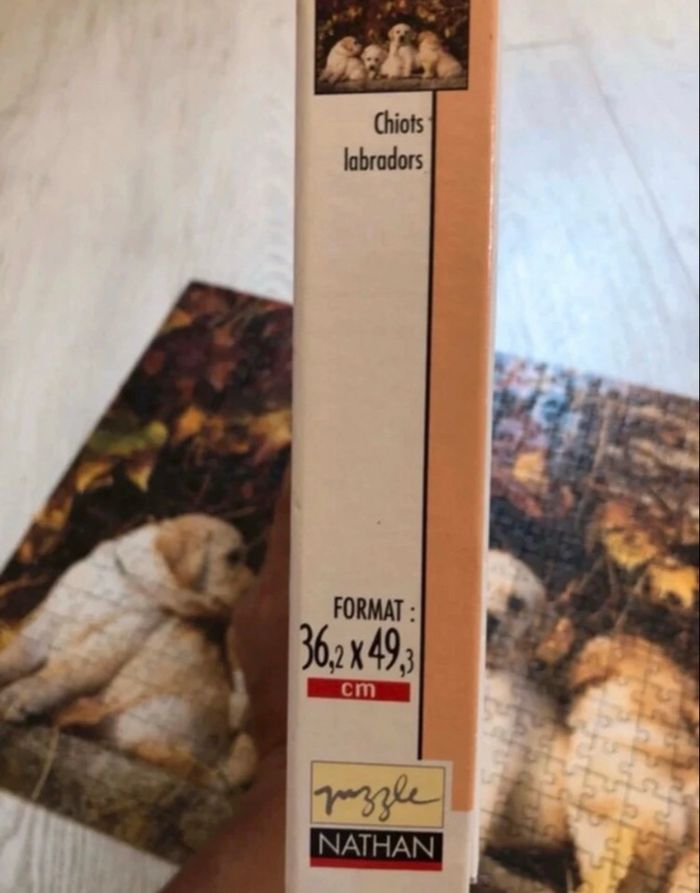 Chiots
labradors
FORMAT :
36,2 x 49,3
cm
puzzle
NATHAN